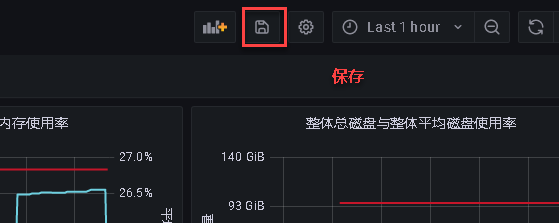 Last 1 hour
保存
内存使用率
整体总磁盘与整体平均磁盘使用率
27.0%
140 GiB
26.5%
93 GiB